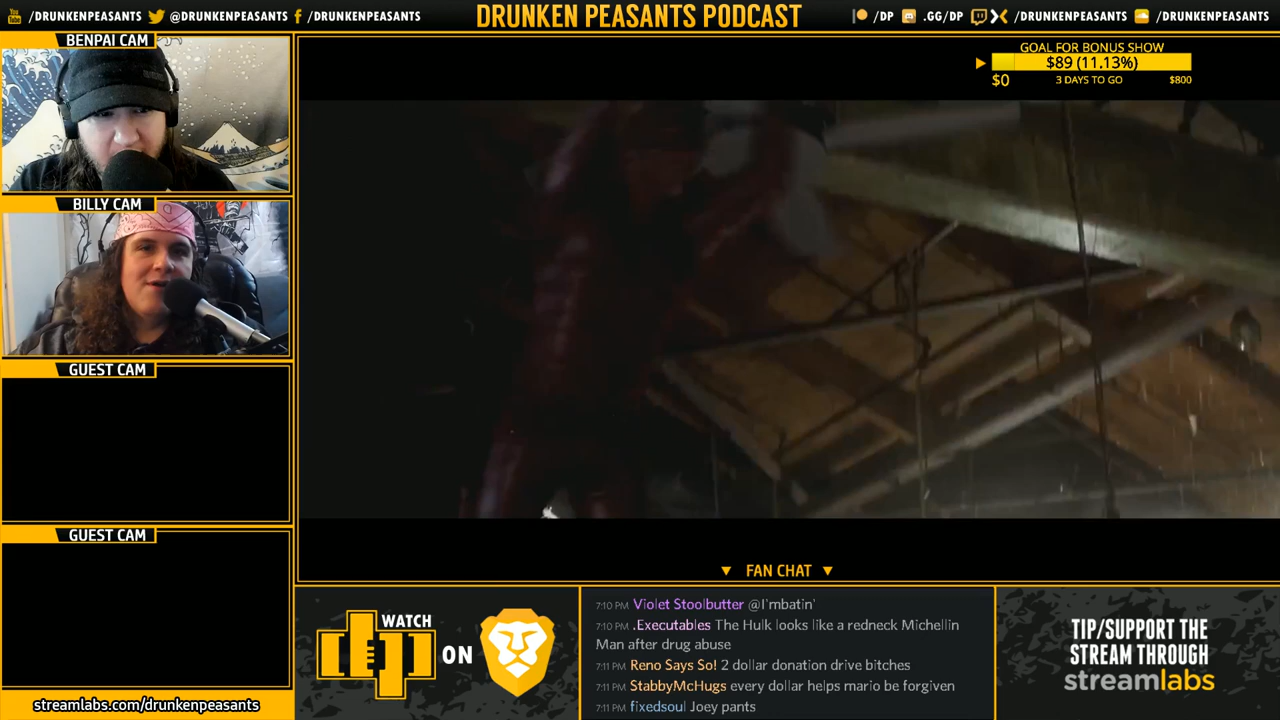 You Tube /DRUNKENPEASANTS @DRUNKENPEASANTS /DRUNKENPEASANTS DRUNKEN PEASANTS PODCAST /DP .GG/DP /DRUNKENPEASANTS /DRUNKENPEASANTS
BENPAI CAM
GOAL FOR BONUS SHOW
$89 (11.13%)
$0 3 DAYS TO GO $800
BILLY CAM
GUEST CAM
GUEST CAM
FAN CHAT
WATCH
ON
7:10 PM Violet Stoolbutter @I'mbatin'
7:10 PM .Executables The Hulk looks like a redneck Michellin
Man after drug abuse
7:11 PM Reno Says So! 2 dollar donation drive bitches
7:11 PM StabbyMcHugs every dollar helps mario be forgiven
7:11 PM fixedsoul Joey pants
TIP/SUPPORT THE
STREAM THROUGH
streamlabs
streamlabs.com/drunkenpeasants